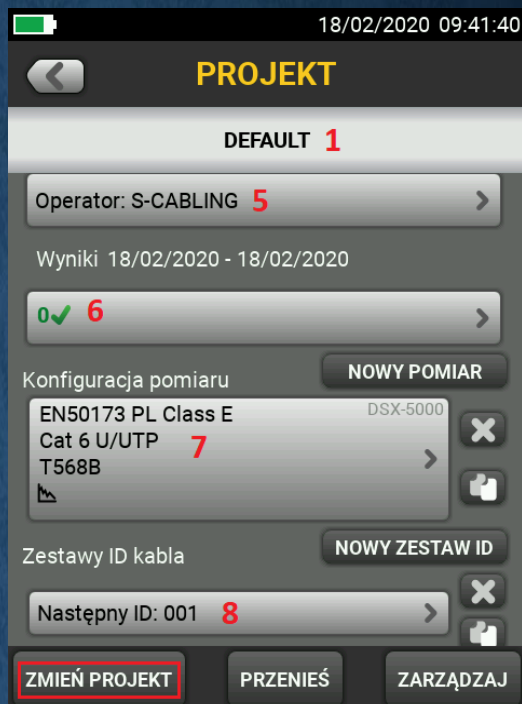 18/02/2020 09:41:40
PROJEKT
DEFAULT 1
Operator: S-CABLING 5
Wyniki 18/02/2020 - 18/02/2020
0 6
Konfiguracja pomiaru
NOWY POMIAR
EN50173 PL Class E
DSX-5000
Cat 6 U/UTP
7
T568B
Zestawy ID kabla
NOWY ZESTAW ID
Następny ID: 001 8
ZMIEŃ PROJEKT
PRZENIEŚ
ZARZĄDZAJ